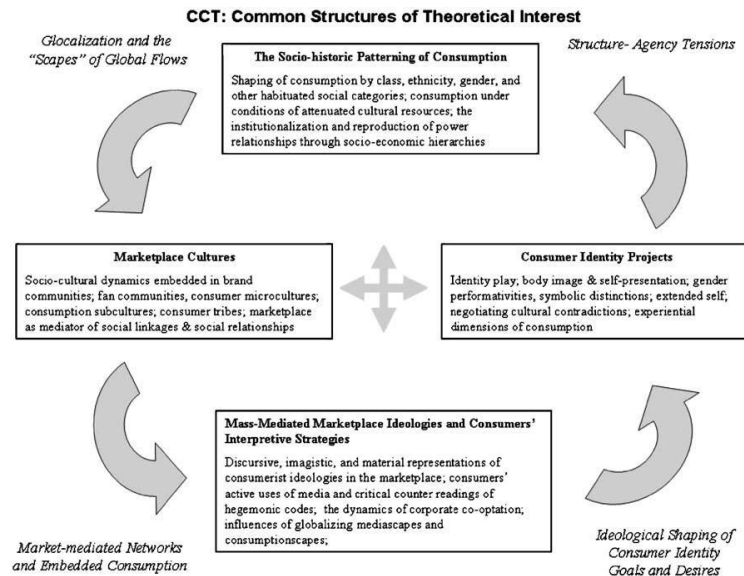 CCT: Common Structures of Theoretical Interest
Glocalization and the
“Scapes” of Global Flows
Structure- Agency Tensions
The Socio-historic Patterning of Consumption
Shaping of consumption by class, ethnicity, gender, and
other habituated social categories; consumption under
conditions of attenuated cultural resources; the
institutionalization and reproduction of power
relationships through socio-economic hierarchies
Marketplace Cultures
Socio-cultural dynamics embedded in brand
communities; fan communities, consumer microcultures;
consumption subcultures; consumer tribes; marketplace
as mediator of social linkages & social relationships
Consumer Identity Projects
Identity play; body image & self-presentation; gender
performativities, symbolic distinctions; extended self;
negotiating cultural contradictions; experiential
dimensions of consumption
Mass-Mediated Marketplace Ideologies and Consumers’
Interpretive Strategies
Discursive, imagistic, and material representations of
consumerist ideologies in the marketplace; consumers’
active uses of media and critical counter readings of
hegemonic codes; the dynamics of corporate co-optation;
influences of globalizing mediascapes and
consumptionscapes;
Market-mediated Networks
and Embedded Consumption
Ideological Shaping of
Consumer Identity
Goals and Desires